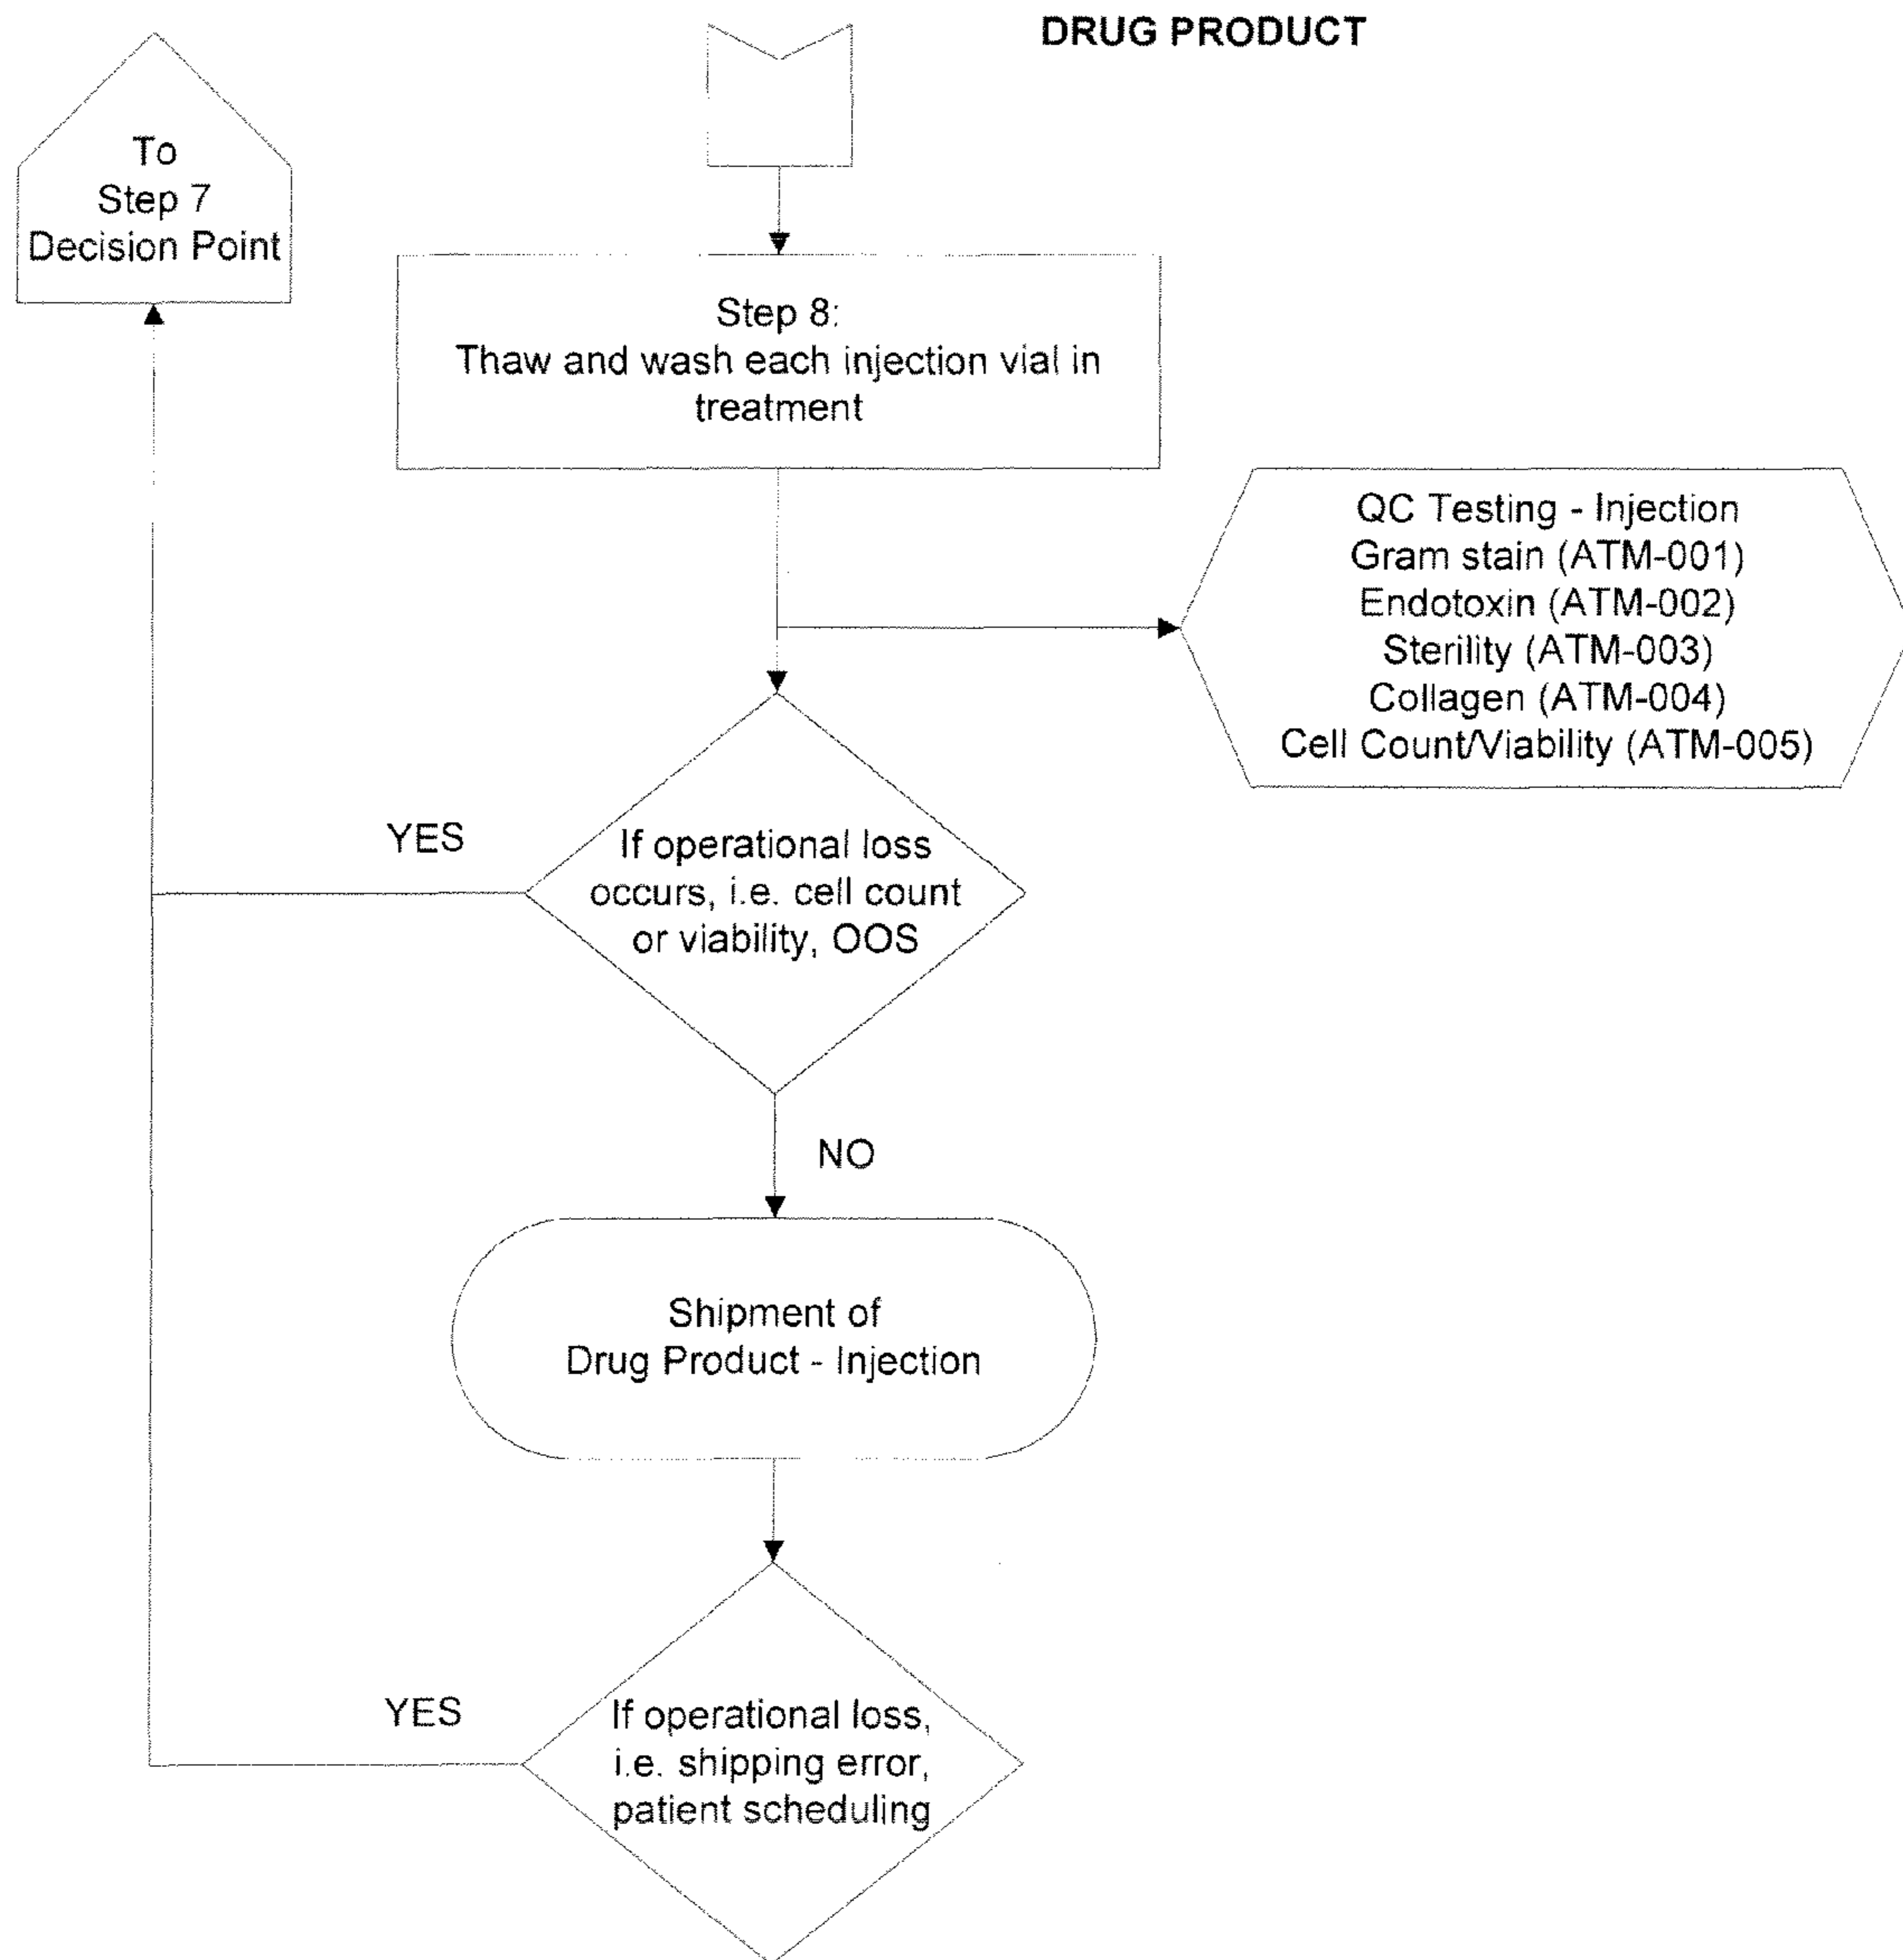 DRUG PRODUCT
To
Step 7
Decision Point
Step 8:
Thaw and wash each injection vial in
treatment
QC Testing - Injection
Gram stain (ATM-001)
Endotoxin (ATM-002)
Sterility (ATM-003)
Collagen (ATM-004)
Cell Count/Viability (ATM-005)
YES
If operational loss
occurs, i.e. cell count
or viability, OOS
NO
Shipment of
Drug Product - Injection
YES
If operational loss,
i.e. shipping error,
patient scheduling